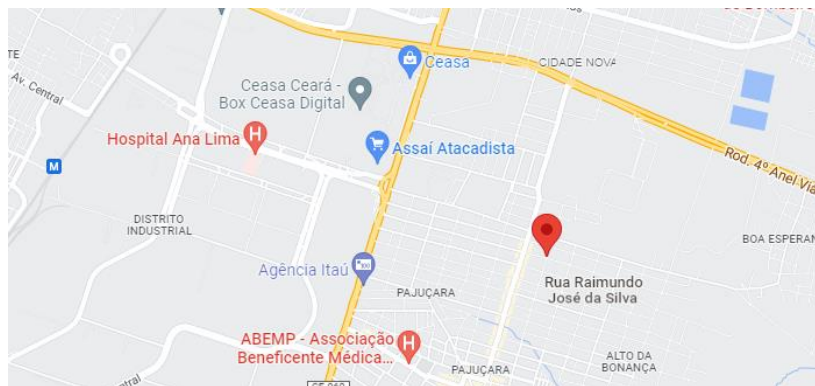 Ceasa
CIDADE NOVA
Ceasa Ceará -
Box Ceasa Digital
TE
Av. Central
Hospital Ana Lima
H
Assaí Atacadista
M
Rod. 4º Anel Via
DISTRITO
INDUSTRIAL
BOA ESPERAN
Agência Itaú
Rua Raimundo
José da Silva
PAJUÇARA
ABEMP - Associação
Beneficente Médica...
H
ALTO DA
BONANÇA
PAJUÇARA